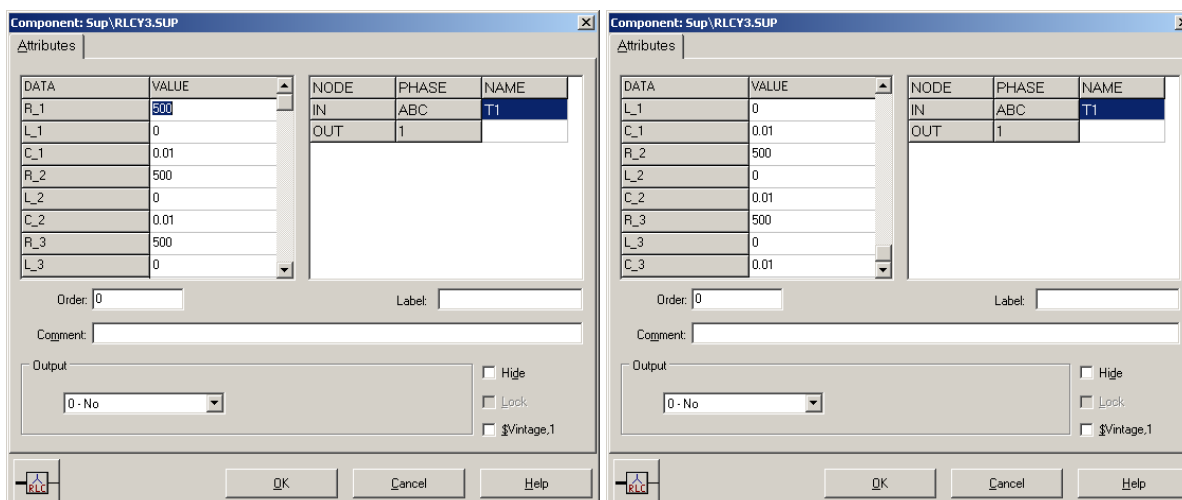 Component: Sup\RLCY3.SUP
Attributes
DATA VALUE
R_1 500
L_1 0
C_1 0.01
R_2 500
L_2 0
C_2 0.01
R_3 500
L_3 0
NODE PHASE NAME
IN ABC T1
OUT 1
Order: 0
Label:
Comment:
Output
0 - No
Hide
Lock
$Vintage,1
RLC
OK Cancel Help
Component: Sup\RLCY3.SUP
Attributes
DATA VALUE
L_1 0
C_1 0.01
R_2 500
L_2 0
C_2 0.01
R_3 500
L_3 0
C_3 0.01
NODE PHASE NAME
IN ABC T1
OUT 1
Order: 0
Label:
Comment:
Output
0 - No
Hide
Lock
$Vintage,1
RLC
OK Cancel Help